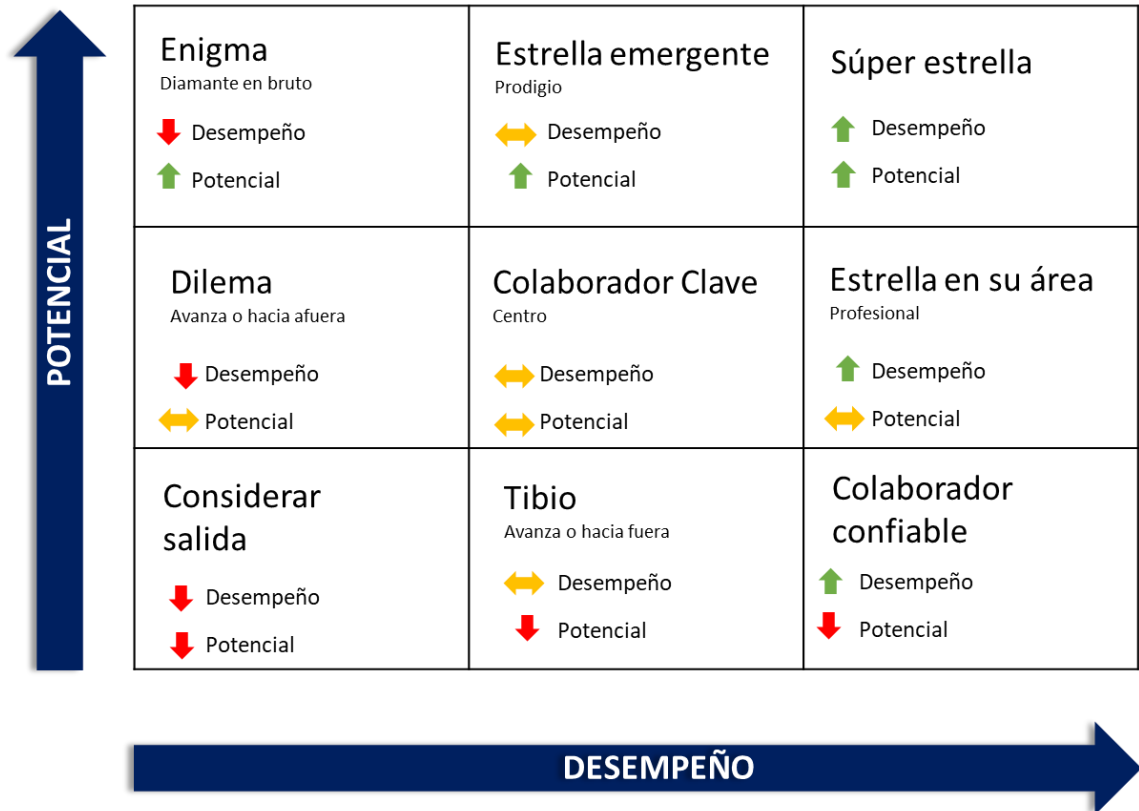 POTENCIAL
Enigma
Diamante en bruto
Desempeño
Potencial
Estrella emergente
Prodigio
Desempeño
Potencial
Súper estrella
Desempeño
Potencial
Dilema
Avanza o hacia afuera
Desempeño
Potencial
Colaborador Clave
Centro
Desempeño
Potencial
Estrella en su área
Profesional
Desempeño
Potencial
Considerar
salida
Desempeño
Potencial
Tibio
Avanza o hacia fuera
Desempeño
Potencial
Colaborador
confiable
Desempeño
Potencial
DESEMPEÑO